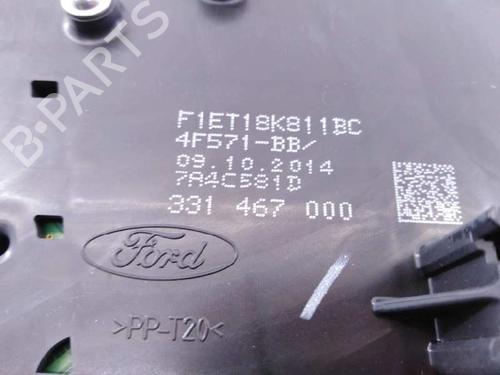 F1ET18K811BC
4F571-BB/
09.10.2014
7A4C581D
331 467 000
Ford
>PP-T20<
B-PARTS